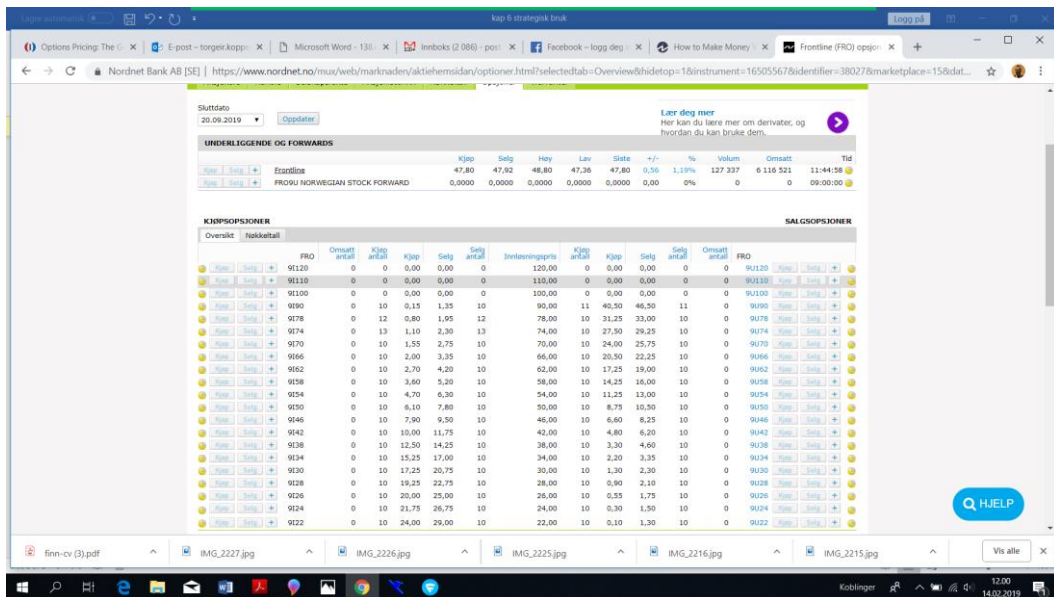 Lagre automatisk
kap 6 strategisk bruk
Logg på
Options Pricing: The G
E-post – torgeir.koppe
Microsoft Word - 138
Innboks (2 086) - post
Facebook – logg deg
How to Make Money
Frontline (FRO) opsjon
Nordnet Bank AB [SE] | https://www.nordnet.no/mux/web/marknaden/aktiehemsidan/optioner.html?selectedtab=Overview&hidetop=1&instrument=16505567&identifier=38027&marketplace=15&dat...
Sluttdato
20.09.2019 Oppdater
Lær deg mer
Her kan du lære mer om derivater, og
hvordan du kan bruke dem.
UNDERLIGGENDE OG FORWARDS
Kjøp Selg Høy Lav Siste +/- % Volum Omsatt Tid
Kjøp Selg + Frontline 47,80 47,92 48,80 47,36 47,80 0,56 1,19% 127 337 6 116 521 11:44:58
Kjøp Selg + FRO9U NORWEGIAN STOCK FORWARD 0,0000 0,0000 0,0000 0,0000 0,0000 0,00 0% 0 0 09:00:00
KJØPSOPSJONER SALGSOPSJONER
Oversikt Nøkkeltall
FRO Omsatt antall Kjøp antall Kjøp Selg Selg antall Innløsningspris Kjøp antall Kjøp Selg Selg antall Omsatt antall FRO
Kjøp Selg + 9I120 0 0 0,00 0,00 0 120,00 0 0,00 0,00 0 0 9U120 Kjøp Selg +
Kjøp Selg + 9I110 0 0 0,00 0,00 0 110,00 0 0,00 0,00 0 0 9U110 Kjøp Selg +
Kjøp Selg + 9I100 0 0 0,00 0,00 0 100,00 0 0,00 0,00 0 0 9U100 Kjøp Selg +
Kjøp Selg + 9I90 0 10 0,15 1,35 10 90,00 11 40,50 46,50 11 0 9U90 Kjøp Selg +
Kjøp Selg + 9I78 0 12 0,80 1,95 12 78,00 10 31,25 33,00 10 0 9U78 Kjøp Selg +
Kjøp Selg + 9I74 0 13 1,10 2,30 13 74,00 10 27,50 29,25 10 0 9U74 Kjøp Selg +
Kjøp Selg + 9I70 0 10 1,55 2,75 10 70,00 10 24,00 25,75 10 0 9U70 Kjøp Selg +
Kjøp Selg + 9I66 0 10 2,00 3,35 10 66,00 10 20,50 22,25 10 0 9U66 Kjøp Selg +
Kjøp Selg + 9I62 0 10 2,70 4,20 10 62,00 10 17,25 19,00 10 0 9U62 Kjøp Selg +
Kjøp Selg + 9I58 0 10 3,60 5,20 10 58,00 10 14,25 16,00 10 0 9U58 Kjøp Selg +
Kjøp Selg + 9I54 0 10 4,70 6,30 10 54,00 10 11,25 13,00 10 0 9U54 Kjøp Selg +
Kjøp Selg + 9I50 0 10 6,10 7,80 10 50,00 10 8,75 10,50 10 0 9U50 Kjøp Selg +
Kjøp Selg + 9I46 0 10 7,90 9,50 10 46,00 10 6,60 8,25 10 0 9U46 Kjøp Selg +
Kjøp Selg + 9I42 0 10 10,00 11,75 10 42,00 10 4,80 6,20 10 0 9U42 Kjøp Selg +
Kjøp Selg + 9I38 0 10 12,50 14,25 10 38,00 10 3,30 4,60 10 0 9U38 Kjøp Selg +
Kjøp Selg + 9I34 0 10 15,25 17,00 10 34,00 10 2,20 3,35 10 0 9U34 Kjøp Selg +
Kjøp Selg + 9I30 0 10 17,25 20,75 10 30,00 10 1,30 2,30 10 0 9U30 Kjøp Selg +
Kjøp Selg + 9I28 0 10 19,25 22,75 10 28,00 10 0,90 2,10 10 0 9U28 Kjøp Selg +
Kjøp Selg + 9I26 0 10 20,00 25,00 10 26,00 10 0,55 1,75 10 0 9U26 Kjøp Selg +
Kjøp Selg + 9I24 0 10 21,75 26,75 10 24,00 10 0,30 1,50 10 0 9U24 Kjøp Selg +
Kjøp Selg + 9I22 0 10 24,00 29,00 10 22,00 10 0,10 1,30 10 0 9U22 Kjøp Selg +
HJELP
finn-cv (3).pdf IMG_2227.jpg IMG_2226.jpg IMG_2225.jpg IMG_2216.jpg IMG_2215.jpg Vis alle
Koblinger 12.00
14.02.2019